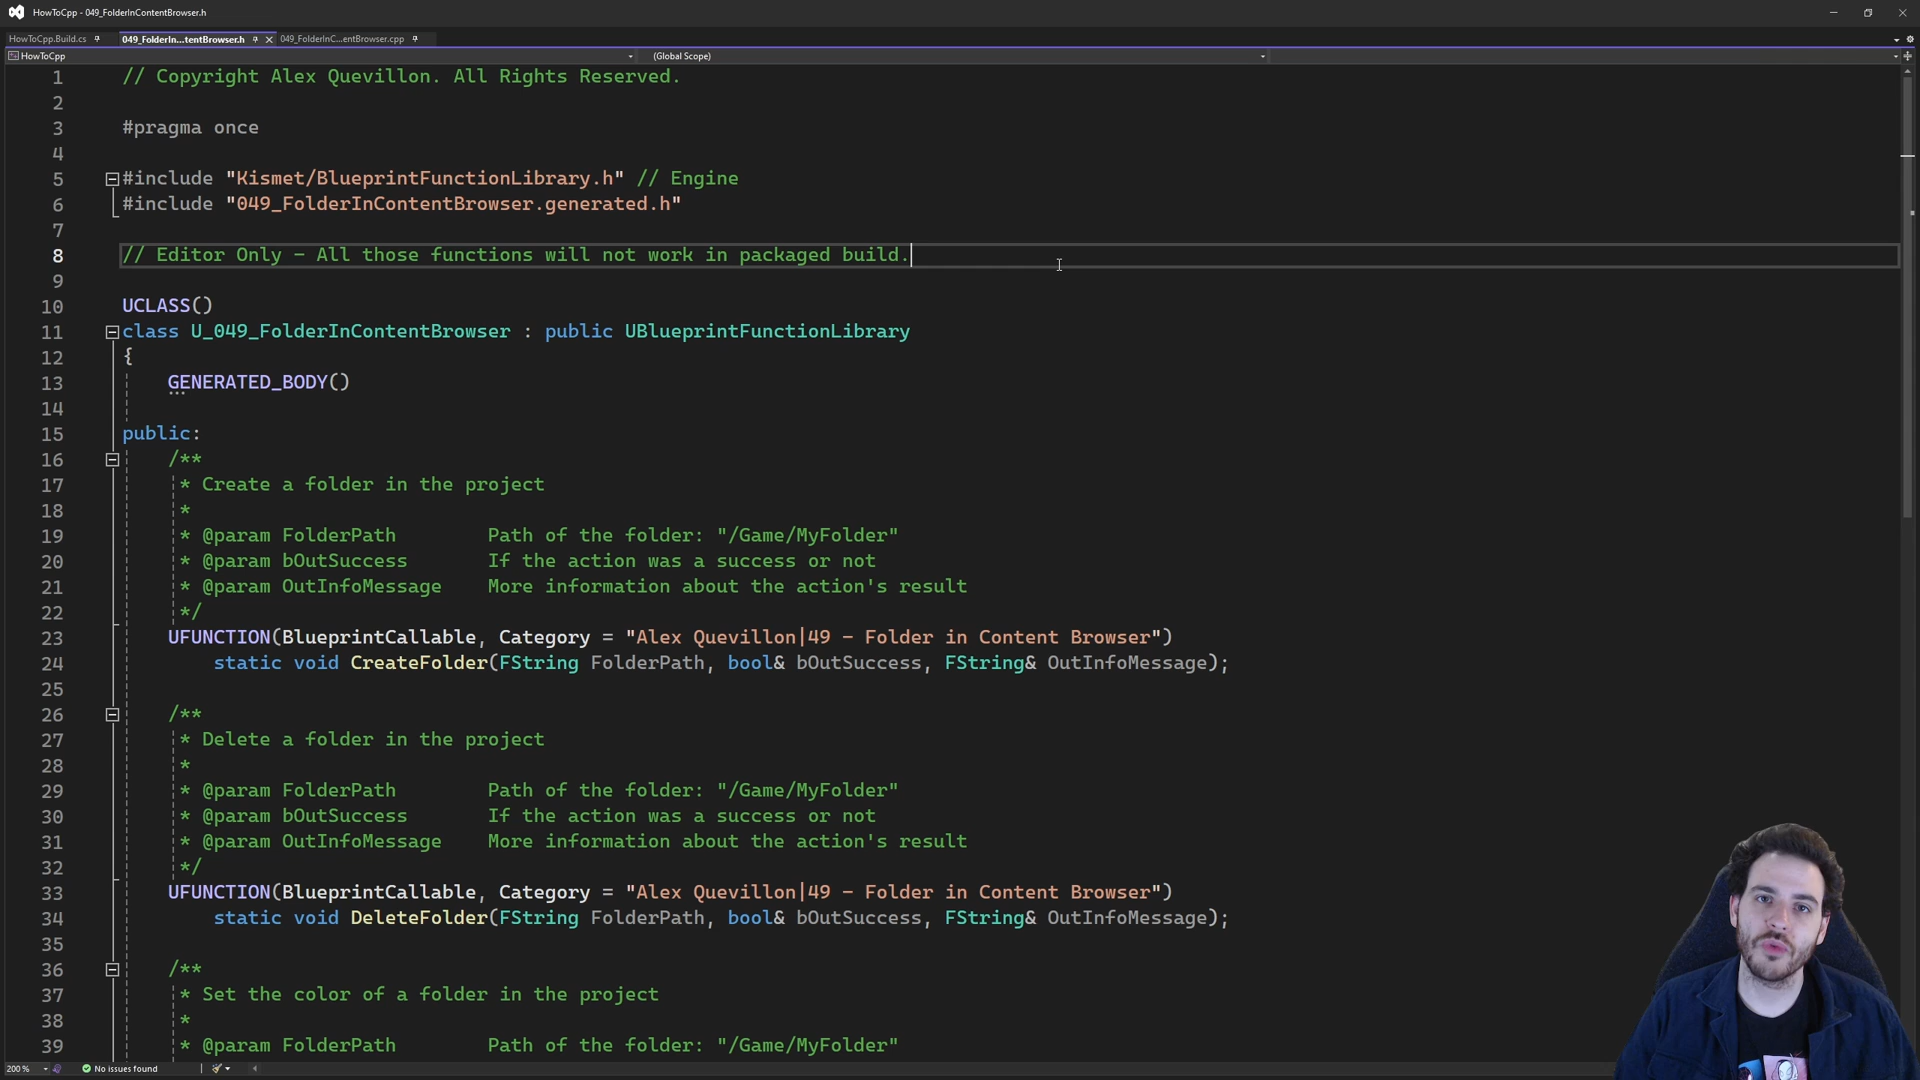 HowToCpp - 049_FolderInContentBrowser.h
HowToCpp.Build.cs
049_FolderIn...tentBrowser.h
049_FolderInC...entBrowser.cpp
HowToCpp
(Global Scope)
1 // Copyright Alex Quevillon. All Rights Reserved.
2
3 #pragma once
4
5 #include "Kismet/BlueprintFunctionLibrary.h" // Engine
6 #include "049_FolderInContentBrowser.generated.h"
7
8 // Editor Only - All those functions will not work in packaged build.
9
10 UCLASS()
11 class U_049_FolderInContentBrowser : public UBlueprintFunctionLibrary
12 {
13 GENERATED_BODY()
14
15 public:
16 /**
17 * Create a folder in the project
18 *
19 * @param FolderPath Path of the folder: "/Game/MyFolder"
20 * @param bOutSuccess If the action was a success or not
21 * @param OutInfoMessage More information about the action's result
22 */
23 UFUNCTION(BlueprintCallable, Category = "Alex Quevillon|49 - Folder in Content Browser")
24 static void CreateFolder(FString FolderPath, bool& bOutSuccess, FString& OutInfoMessage);
25
26 /**
27 * Delete a folder in the project
28 *
29 * @param FolderPath Path of the folder: "/Game/MyFolder"
30 * @param bOutSuccess If the action was a success or not
31 * @param OutInfoMessage More information about the action's result
32 */
33 UFUNCTION(BlueprintCallable, Category = "Alex Quevillon|49 - Folder in Content Browser")
34 static void DeleteFolder(FString FolderPath, bool& bOutSuccess, FString& OutInfoMessage);
35
36 /**
37 * Set the color of a folder in the project
38 *
39 * @param FolderPath Path of the folder: "/Game/MyFolder"
200 %
No issues found